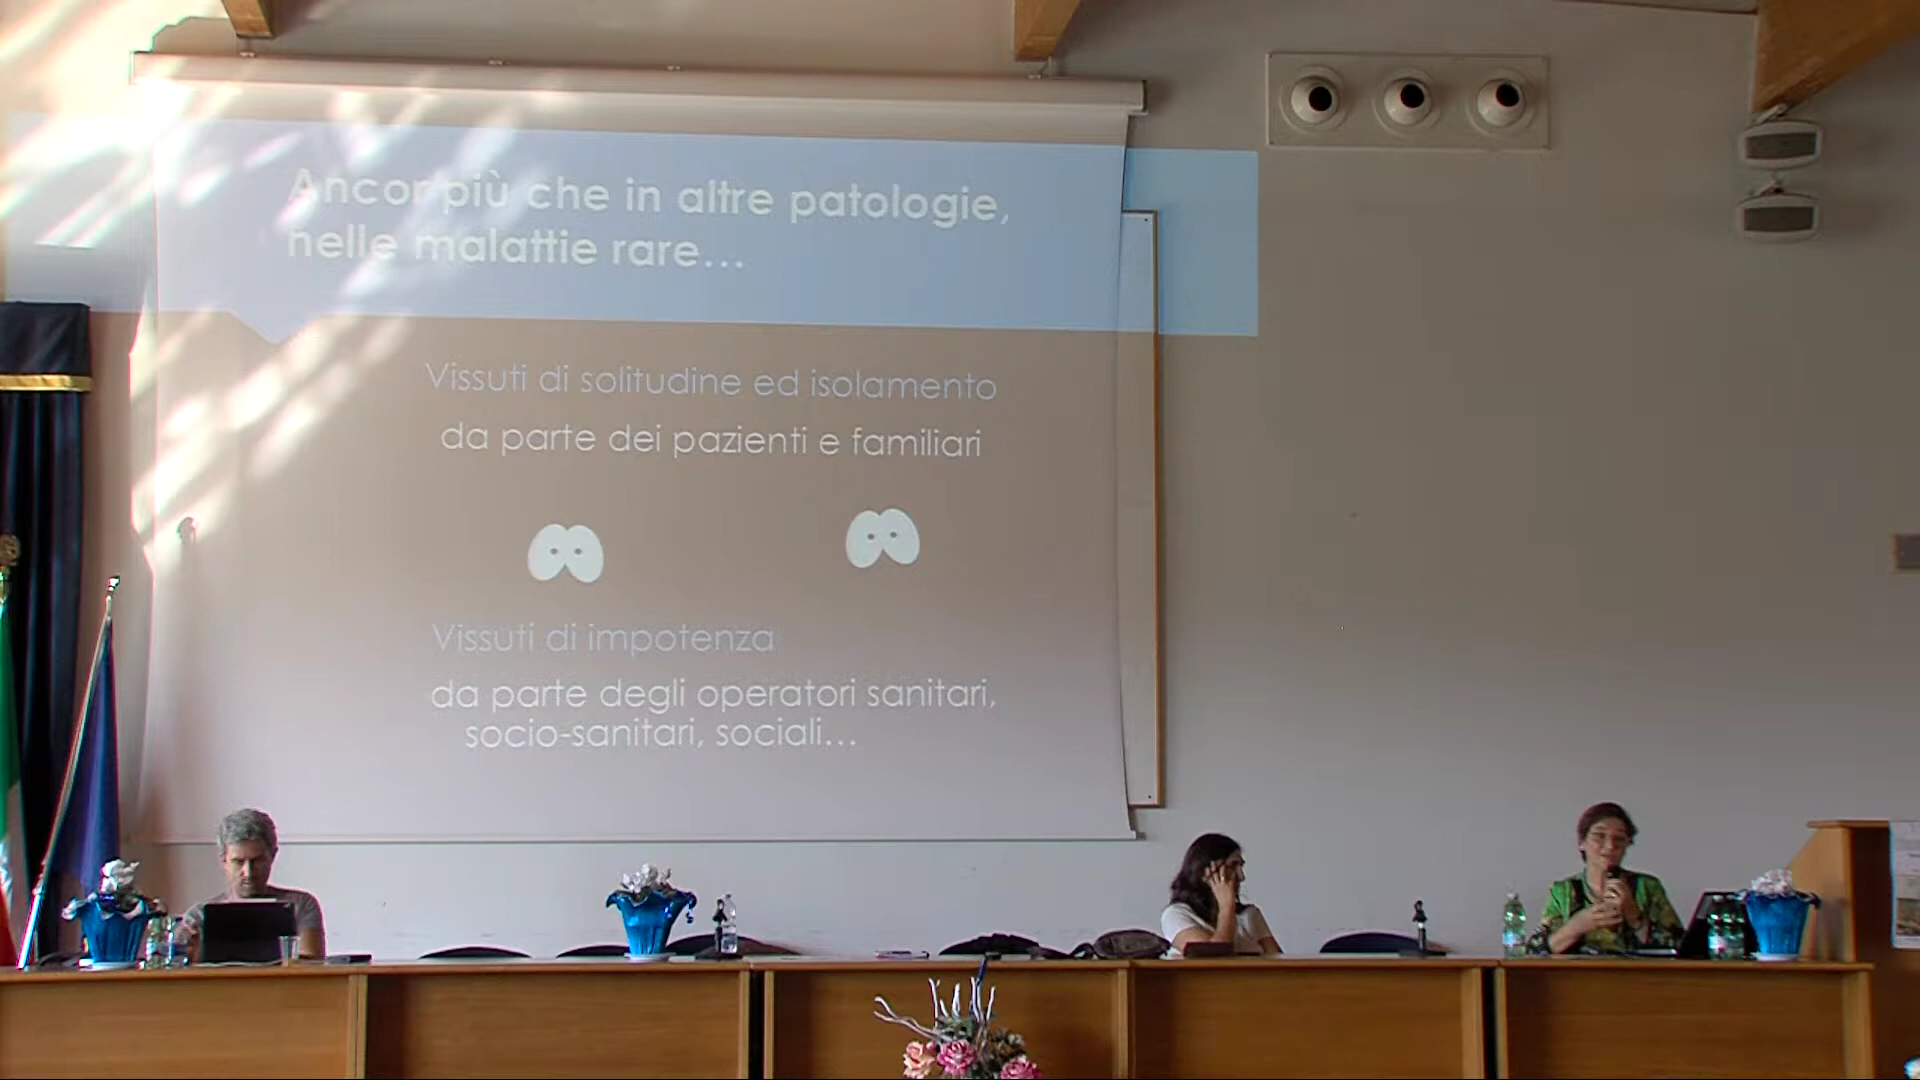 Ancor più che in altre patologie,
nelle malattie rare...
Vissuti di solitudine ed isolamento
da parte dei pazienti e familiari
Vissuti di impotenza
da parte degli operatori sanitari,
socio-sanitari, sociali...